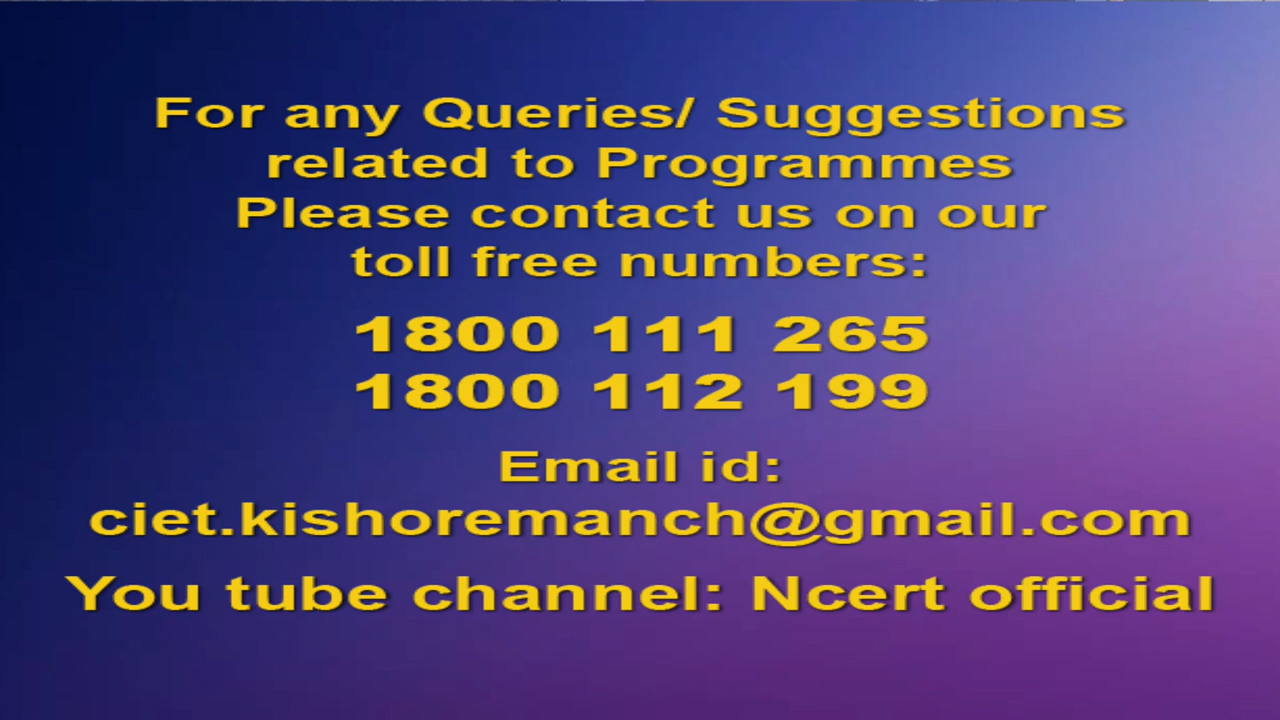 For any Queries/ Suggestions
related to Programmes
Please contact us on our
toll free numbers:
1800 111 265
1800 112 199
Email id:
ciet.kishoremanch@gmail.com
You tube channel: Ncert official